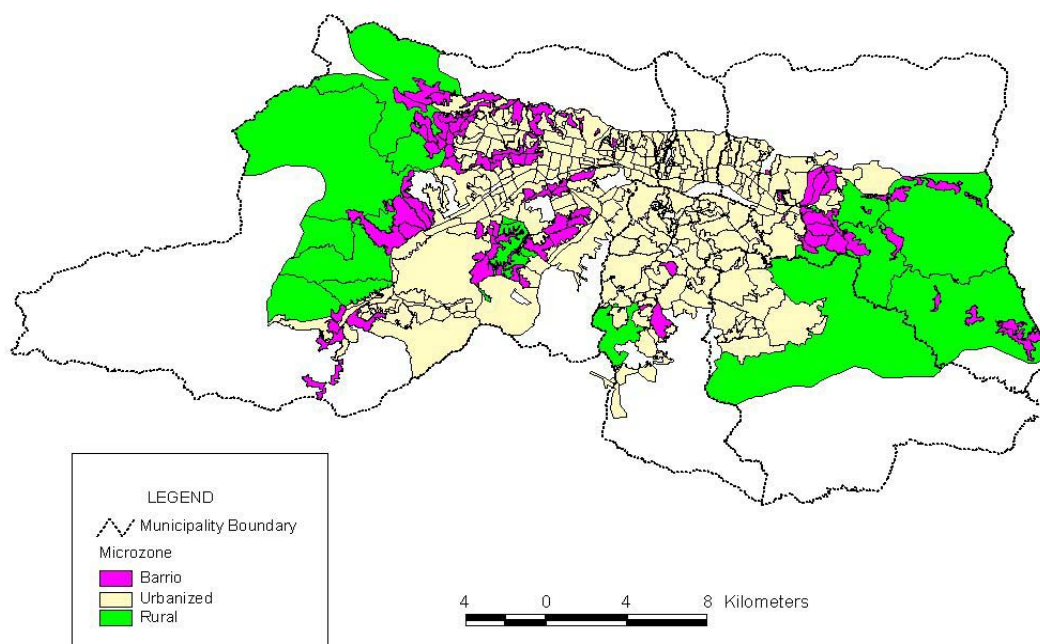 LEGEND
Municipality Boundary
Microzone
Barrio
Urbanized
Rural
4 0 4 8 Kilometers